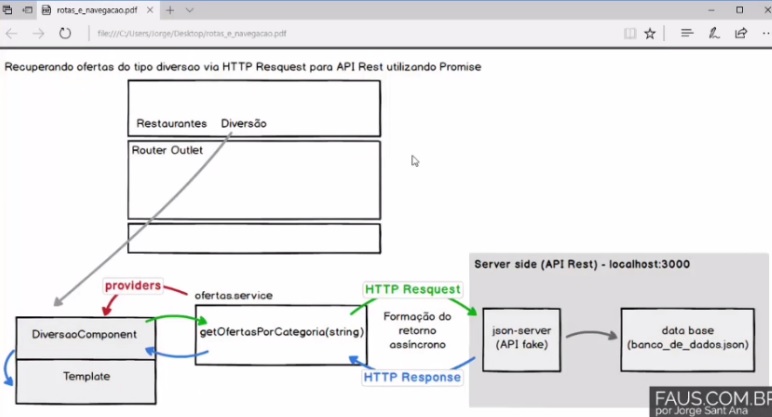 rotas_e_navegacao.pdf
file:///C:/Users/Jorge/Desktop/rotas_e_navegacao.pdf
Recuperando ofertas do tipo diversao via HTTP Resquest para API Rest utilizando Promise
Restaurantes Diversão
Router Outlet
Server side (API Rest) - localhost:3000
providers
ofertas.service
HTTP Resquest
DiversaoComponent
getOfertasPorCategoria(string)
Formação do
retorno
assíncrono
json-server
(API fake)
data base
(banco_de_dados.json)
Template
HTTP Response
FAUS.COM.BR
por Jorge Sant Ana